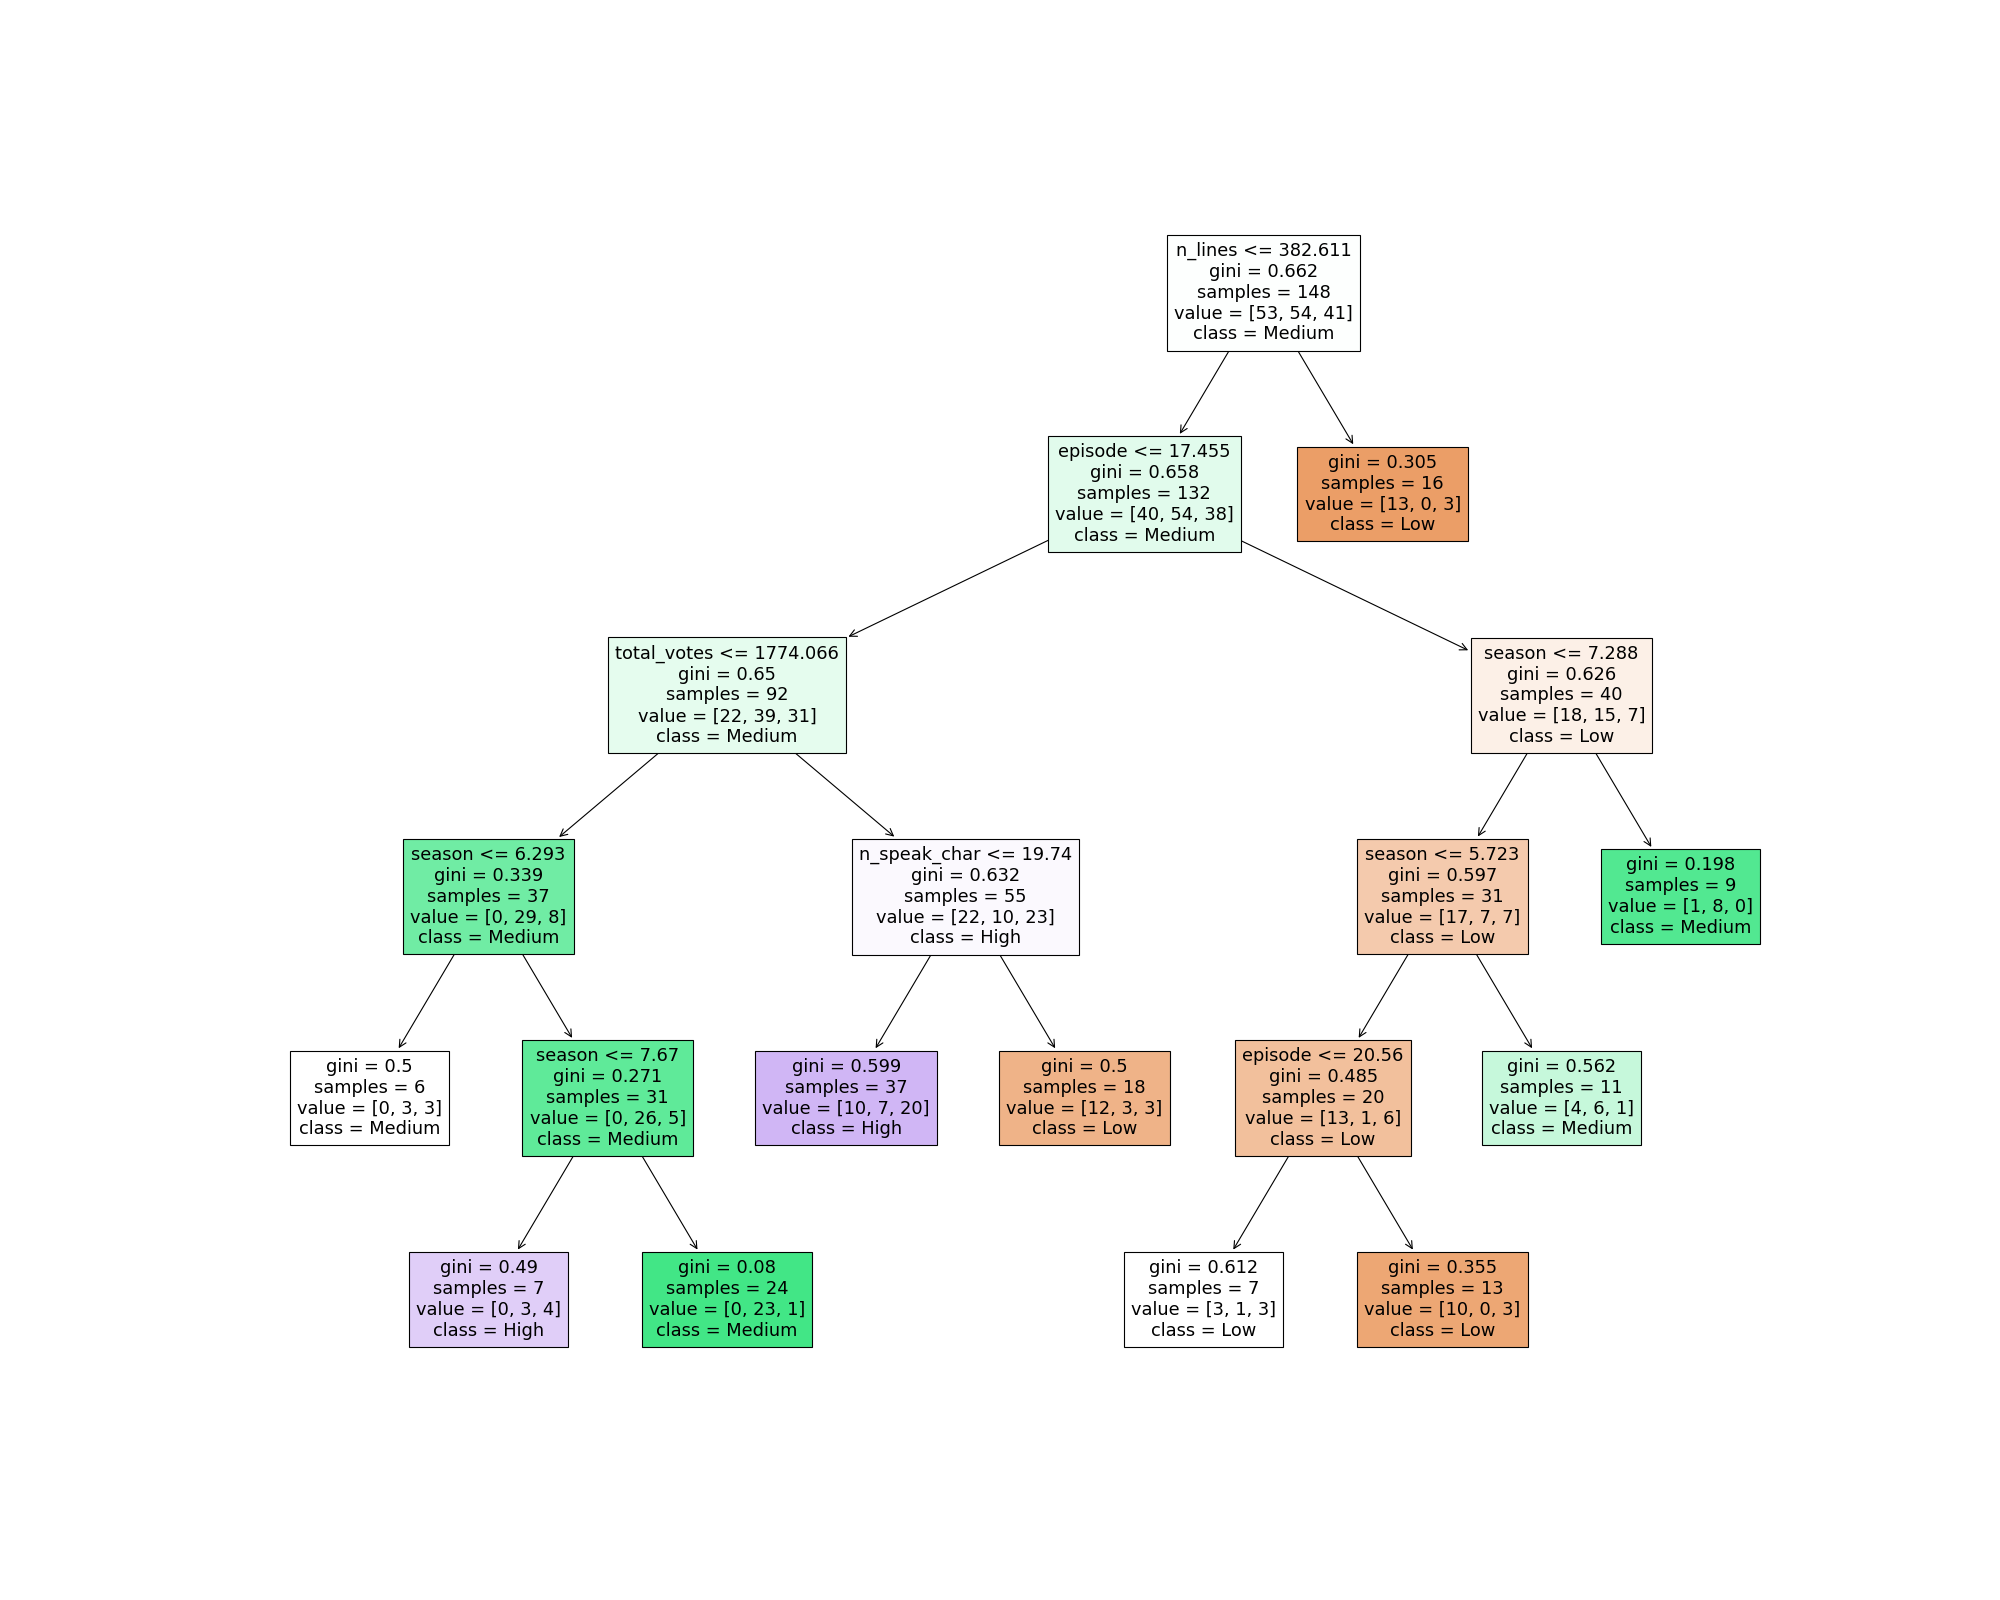 n_lines <= 382.611
gini = 0.662
samples = 148
value = [53, 54, 41]
class = Medium
episode <= 17.455
gini = 0.658
samples = 132
value = [40, 54, 38]
class = Medium
gini = 0.305
samples = 16
value = [13, 0, 3]
class = Low
total_votes <= 1774.066
gini = 0.65
samples = 92
value = [22, 39, 31]
class = Medium
season <= 7.288
gini = 0.626
samples = 40
value = [18, 15, 7]
class = Low
season <= 6.293
gini = 0.339
samples = 37
value = [0, 29, 8]
class = Medium
n_speak_char <= 19.74
gini = 0.632
samples = 55
value = [22, 10, 23]
class = High
season <= 5.723
gini = 0.597
samples = 31
value = [17, 7, 7]
class = Low
gini = 0.198
samples = 9
value = [1, 8, 0]
class = Medium
gini = 0.5
samples = 6
value = [0, 3, 3]
class = Medium
season <= 7.67
gini = 0.271
samples = 31
value = [0, 26, 5]
class = Medium
gini = 0.599
samples = 37
value = [10, 7, 20]
class = High
gini = 0.5
samples = 18
value = [12, 3, 3]
class = Low
episode <= 20.56
gini = 0.485
samples = 20
value = [13, 1, 6]
class = Low
gini = 0.562
samples = 11
value = [4, 6, 1]
class = Medium
gini = 0.49
samples = 7
value = [0, 3, 4]
class = High
gini = 0.08
samples = 24
value = [0, 23, 1]
class = Medium
gini = 0.612
samples = 7
value = [3, 1, 3]
class = Low
gini = 0.355
samples = 13
value = [10, 0, 3]
class = Low